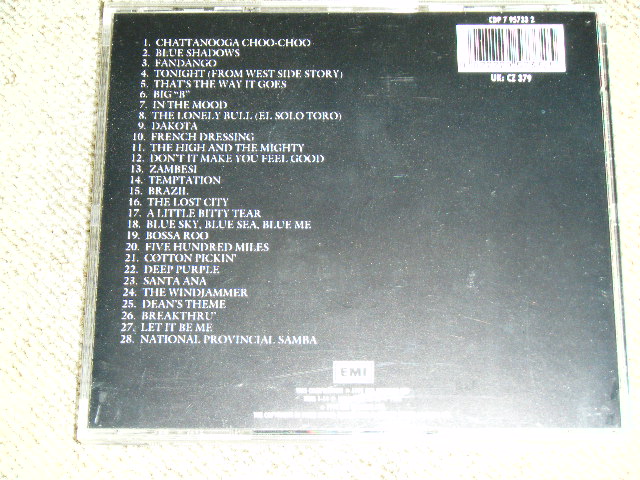 CDP 7 95733 2
UK: CZ 379
1. CHATTANOOGA CHOO-CHOO
2. BLUE SHADOWS
3. FANDANGO
4. TONIGHT (FROM WEST SIDE STORY)
5. THAT'S THE WAY IT GOES
6. BIG "B"
7. IN THE MOOD
8. THE LONELY BULL (EL SOLO TORO)
9. DAKOTA
10. FRENCH DRESSING
11. THE HIGH AND THE MIGHTY
12. DON'T IT MAKE YOU FEEL GOOD
13. ZAMBESI
14. TEMPTATION
15. BRAZIL
16. THE LOST CITY
17. A LITTLE BITTY TEAR
18. BLUE SKY, BLUE SEA, BLUE ME
19. BOSSA ROO
20. FIVE HUNDRED MILES
21. COTTON PICKIN'
22. DEEP PURPLE
23. SANTA ANA
24. THE WINDJAMMER
25. DEAN'S THEME
26. BREAKTHRU'
27. LET IT BE ME
28. NATIONAL PROVINCIAL SAMBA
EMI